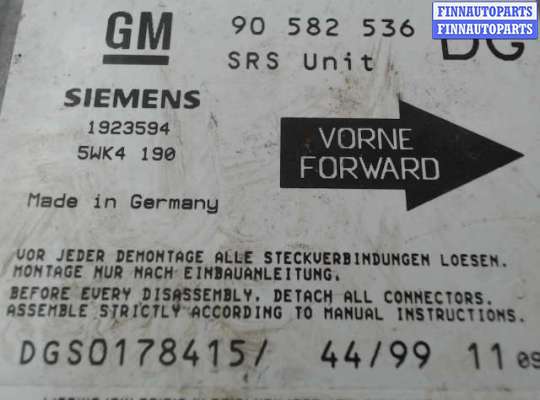 FINNAUTOPARTS
FINNAUTOPARTS
GM
90 582 536
DG
SRS Unit
SIEMENS
1923594
5WK4 190
VORNE
FORWARD
Made in Germany
VOR JEDER DEMONTAGE ALLE STECKVERBINDUNGEN LOESEN.
MONTAGE NUR NACH EINBAUANLEITUNG.
BEFORE EVERY DISASSEMBLY, DETACH ALL CONNECTORS.
ASSEMBLE STRICTLY ACCORDING TO MANUAL INSTRUCTIONS.
DGS0178415/ 44/99 11